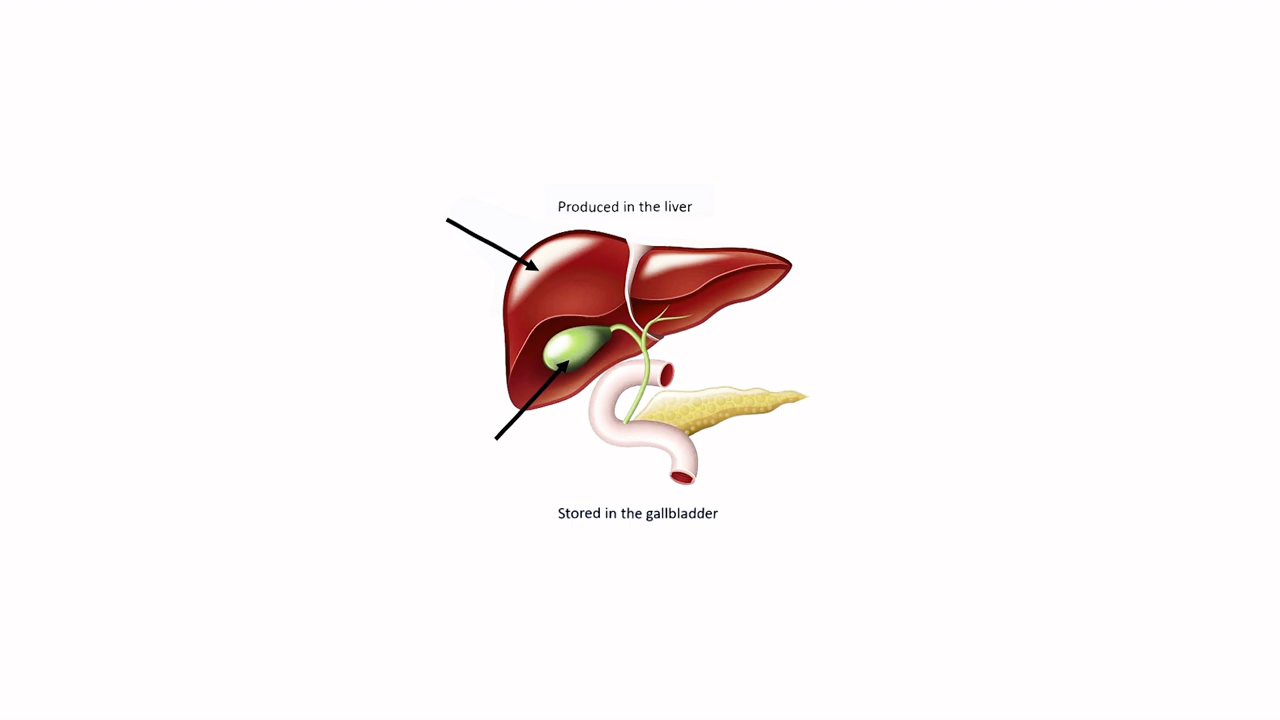 Produced in the liver
Stored in the gallbladder